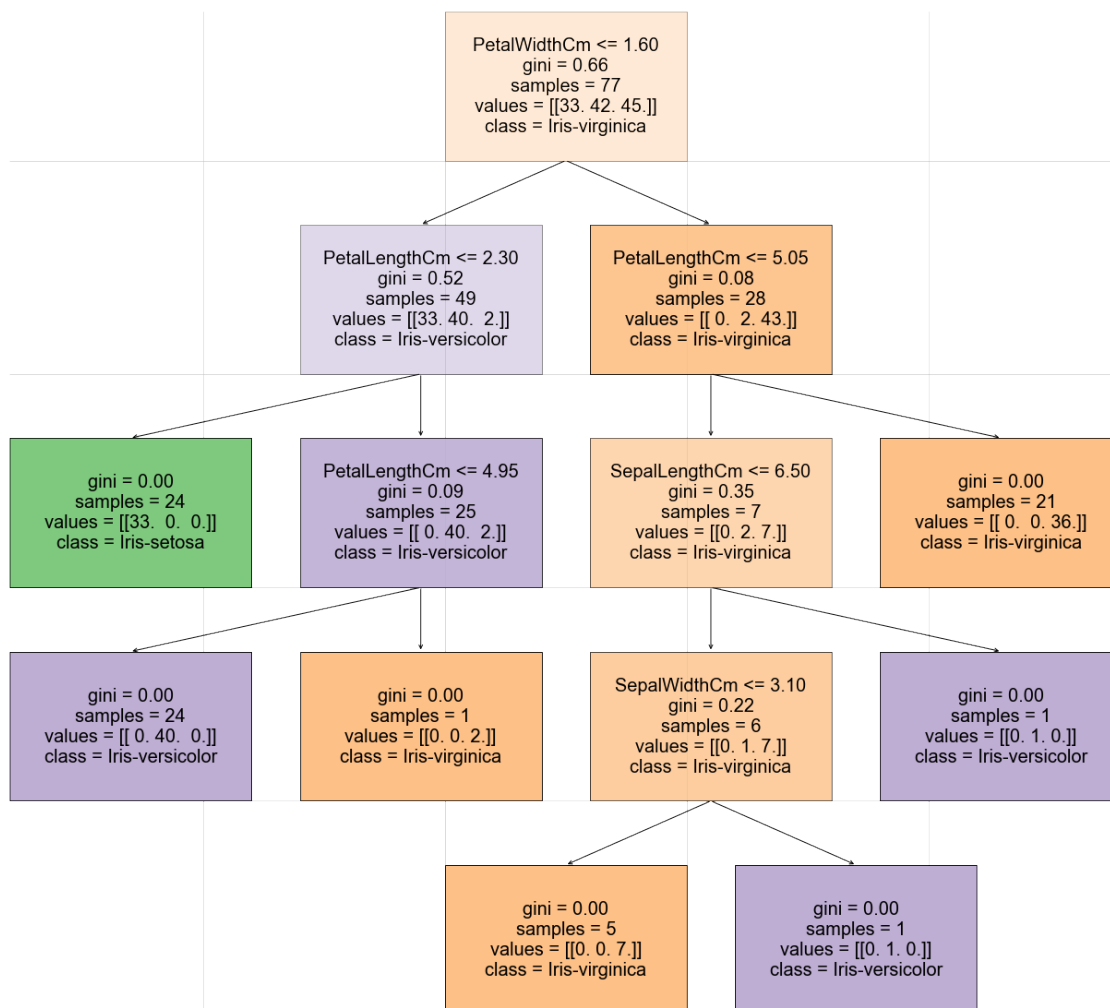 PetalWidthCm <= 1.60
gini = 0.66
samples = 77
values = [[33. 42. 45.]]
class = Iris-virginica
PetalLengthCm <= 2.30
gini = 0.52
samples = 49
values = [[33. 40.  2.]]
class = Iris-versicolor
PetalLengthCm <= 5.05
gini = 0.08
samples = 28
values = [[ 0.  2. 43.]]
class = Iris-virginica
gini = 0.00
samples = 24
values = [[33.  0.  0.]]
class = Iris-setosa
PetalLengthCm <= 4.95
gini = 0.09
samples = 25
values = [[ 0. 40.  2.]]
class = Iris-versicolor
SepalLengthCm <= 6.50
gini = 0.35
samples = 7
values = [[0. 2. 7.]]
class = Iris-virginica
gini = 0.00
samples = 21
values = [[ 0.  0. 36.]]
class = Iris-virginica
gini = 0.00
samples = 24
values = [[ 0. 40.  0.]]
class = Iris-versicolor
gini = 0.00
samples = 1
values = [[0. 0. 2.]]
class = Iris-virginica
SepalWidthCm <= 3.10
gini = 0.22
samples = 6
values = [[0. 1. 7.]]
class = Iris-virginica
gini = 0.00
samples = 1
values = [[0. 1. 0.]]
class = Iris-versicolor
gini = 0.00
samples = 5
values = [[0. 0. 7.]]
class = Iris-virginica
gini = 0.00
samples = 1
values = [[0. 1. 0.]]
class = Iris-versicolor